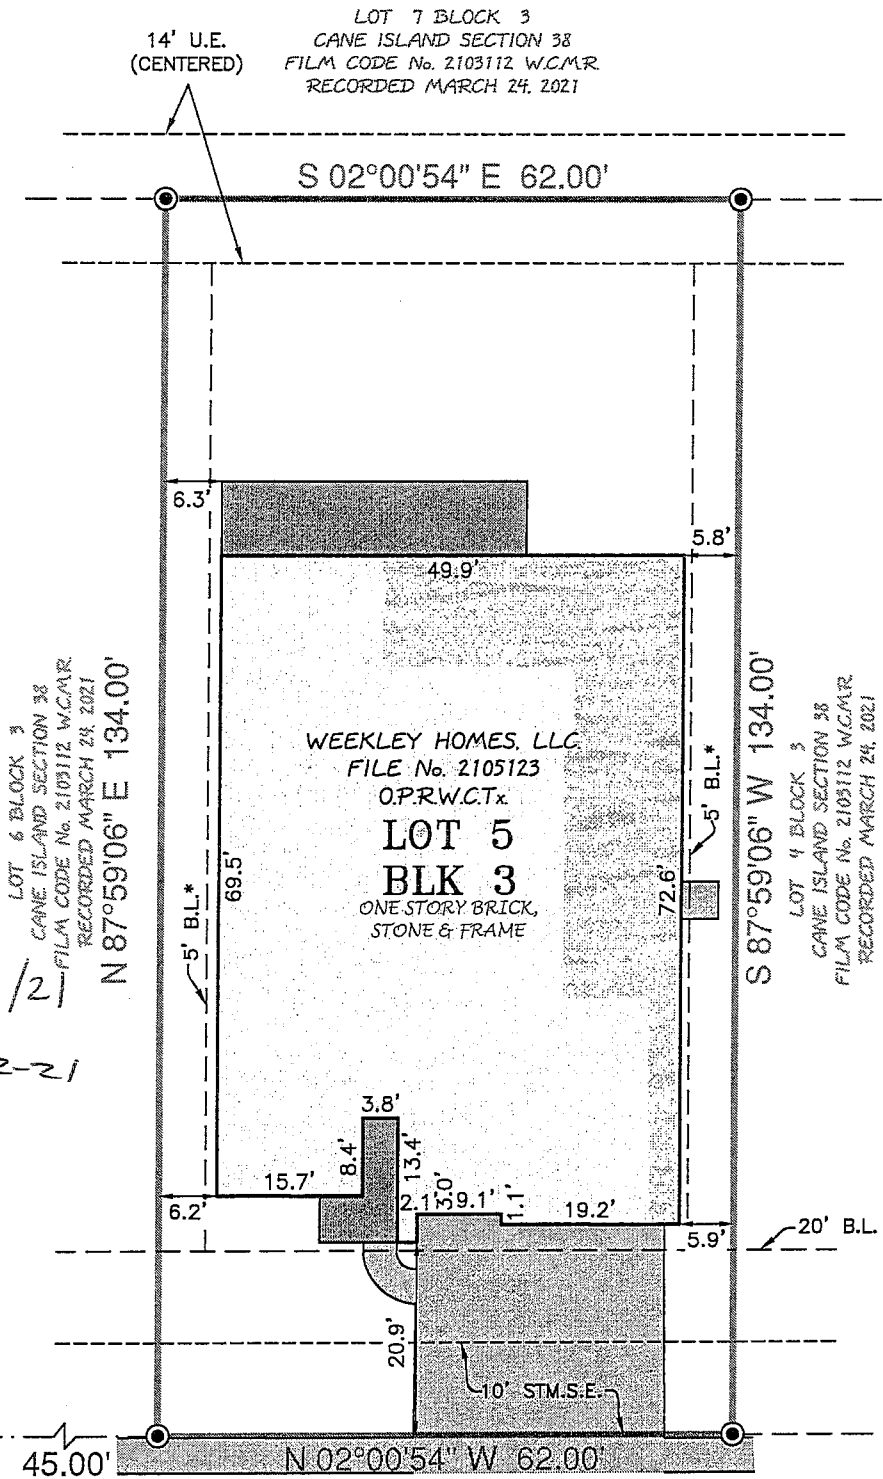 LOT 7 BLOCK 3
CANE ISLAND SECTION 38
FILM CODE No. 2103112 W.C.M.R.
RECORDED MARCH 24, 2021
14' U.E.
(CENTERED)
S 02°00'54" E 62.00'
6.3'
5.8'
49.9'
LOT 6 BLOCK 3
CANE ISLAND SECTION 38
FILM CODE No. 2103112 W.C.M.R.
RECORDED MARCH 24, 2021
N 87°59'06" E 134.00'
5' B.L.*
69.5'
WEEKLEY HOMES, LLC
FILE No. 2105123
O.P.R.W.C.Tx.
LOT 5
BLK 3
ONE STORY BRICK,
STONE & FRAME
72.6'
5' B.L.*
S 87°59'06" W 134.00'
LOT 4 BLOCK 3
CANE ISLAND SECTION 38
FILM CODE No. 2103112 W.C.M.R.
RECORDED MARCH 24, 2021
/21
2-21
3.8'
8.4'
13.4'
15.7'
6.2'
2.1'
3.0'
9.1'
1.1'
19.2'
5.9'
20' B.L.
20.9'
10' STM.S.E.
45.00'
N 02°00'54" W 62.00'